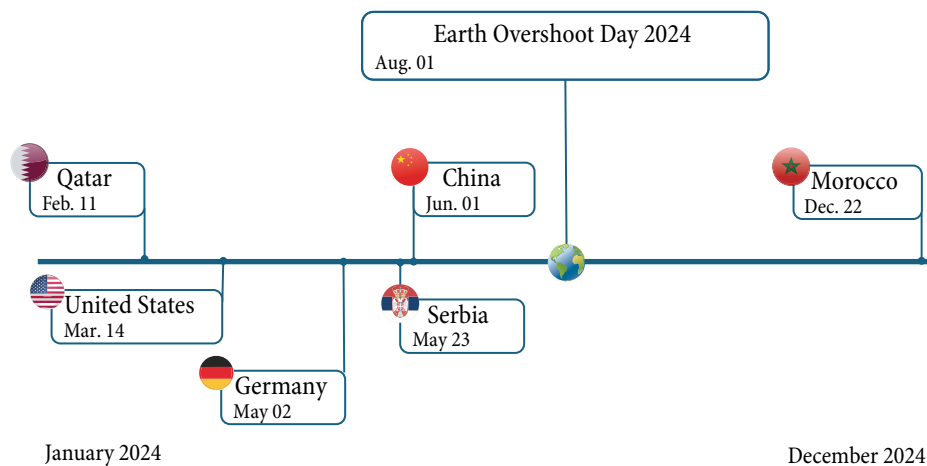 Earth Overshoot Day 2024
Aug. 01
Qatar
Feb. 11
China
Jun. 01
Morocco
Dec. 22
United States
Mar. 14
Serbia
May 23
Germany
May 02
January 2024
December 2024